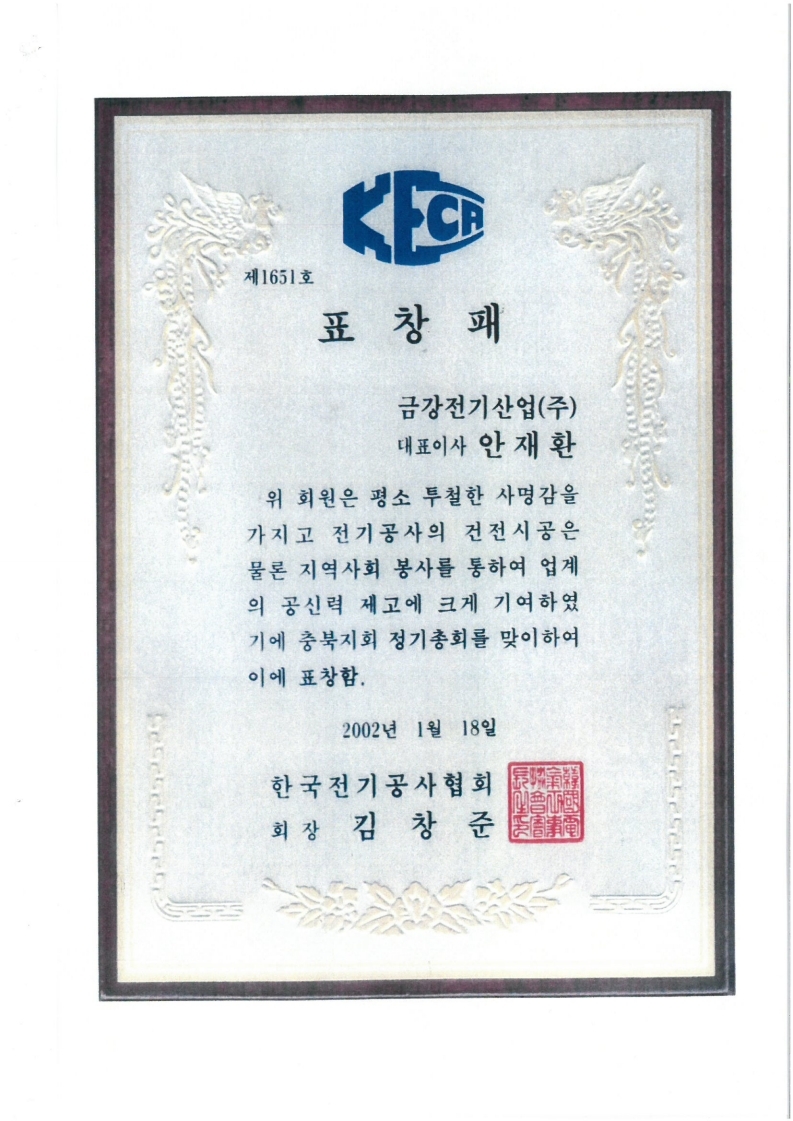 KECA
제1651호
표 창 패
금강전기산업(주)
대표이사 안 재 환
위 회원은 평소 투철한 사명감을
가지고 전기공사의 건전시공은
물론 지역사회 봉사를 통하여 업계
의 공신력 제고에 크게 기여하였
기에 충북지회 정기총회를 맞이하여
이에 표창함.
2002년 1월 18일
한국전기공사협회
회 장 김 창 준